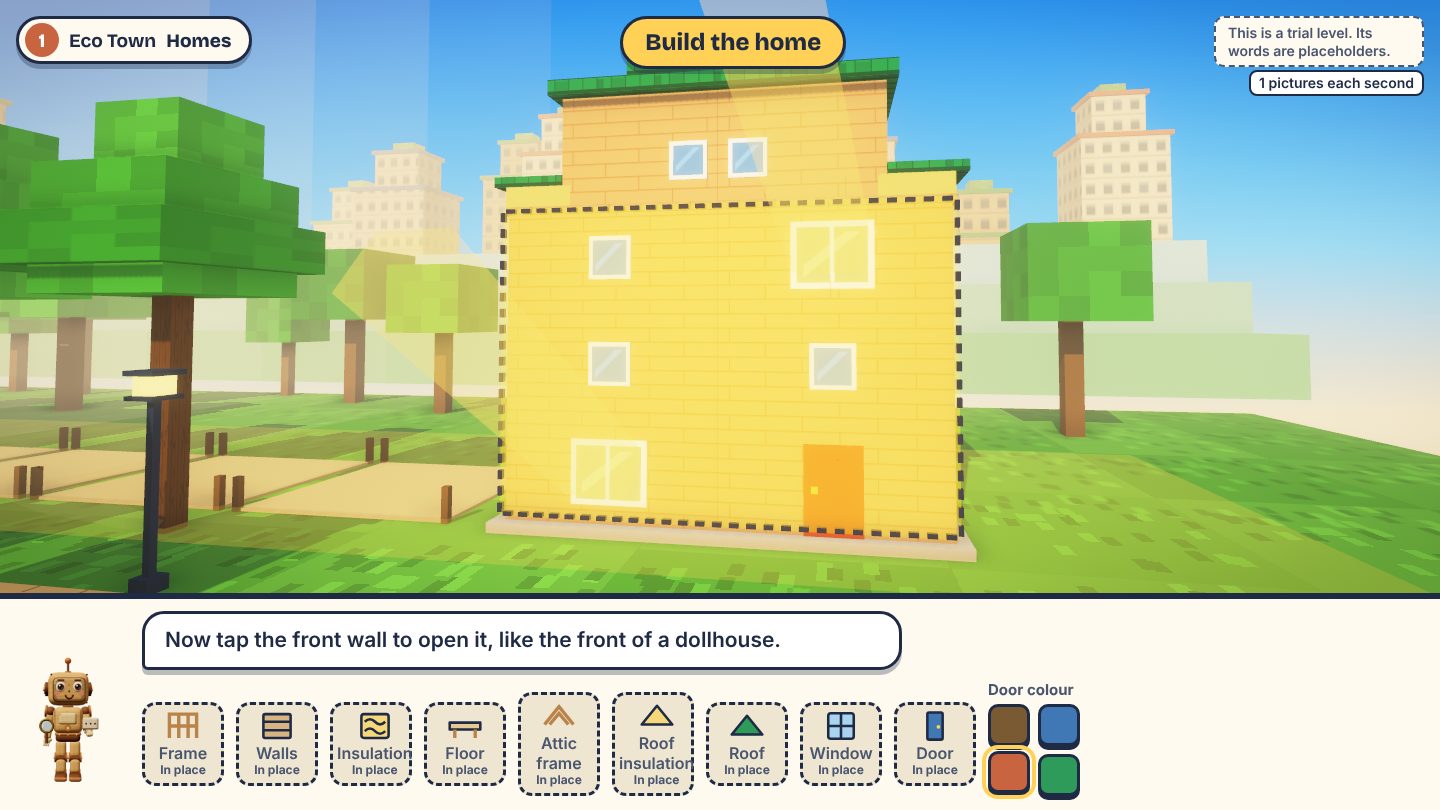 1 Eco Town Homes
Build the home
This is a trial level. Its
words are placeholders.
1 pictures each second
Now tap the front wall to open it, like the front of a dollhouse.
Door colour
Frame
In place
Walls
In place
Insulation
In place
Floor
In place
Attic
frame
In place
Roof
insulation
In place
Roof
In place
Window
In place
Door
In place